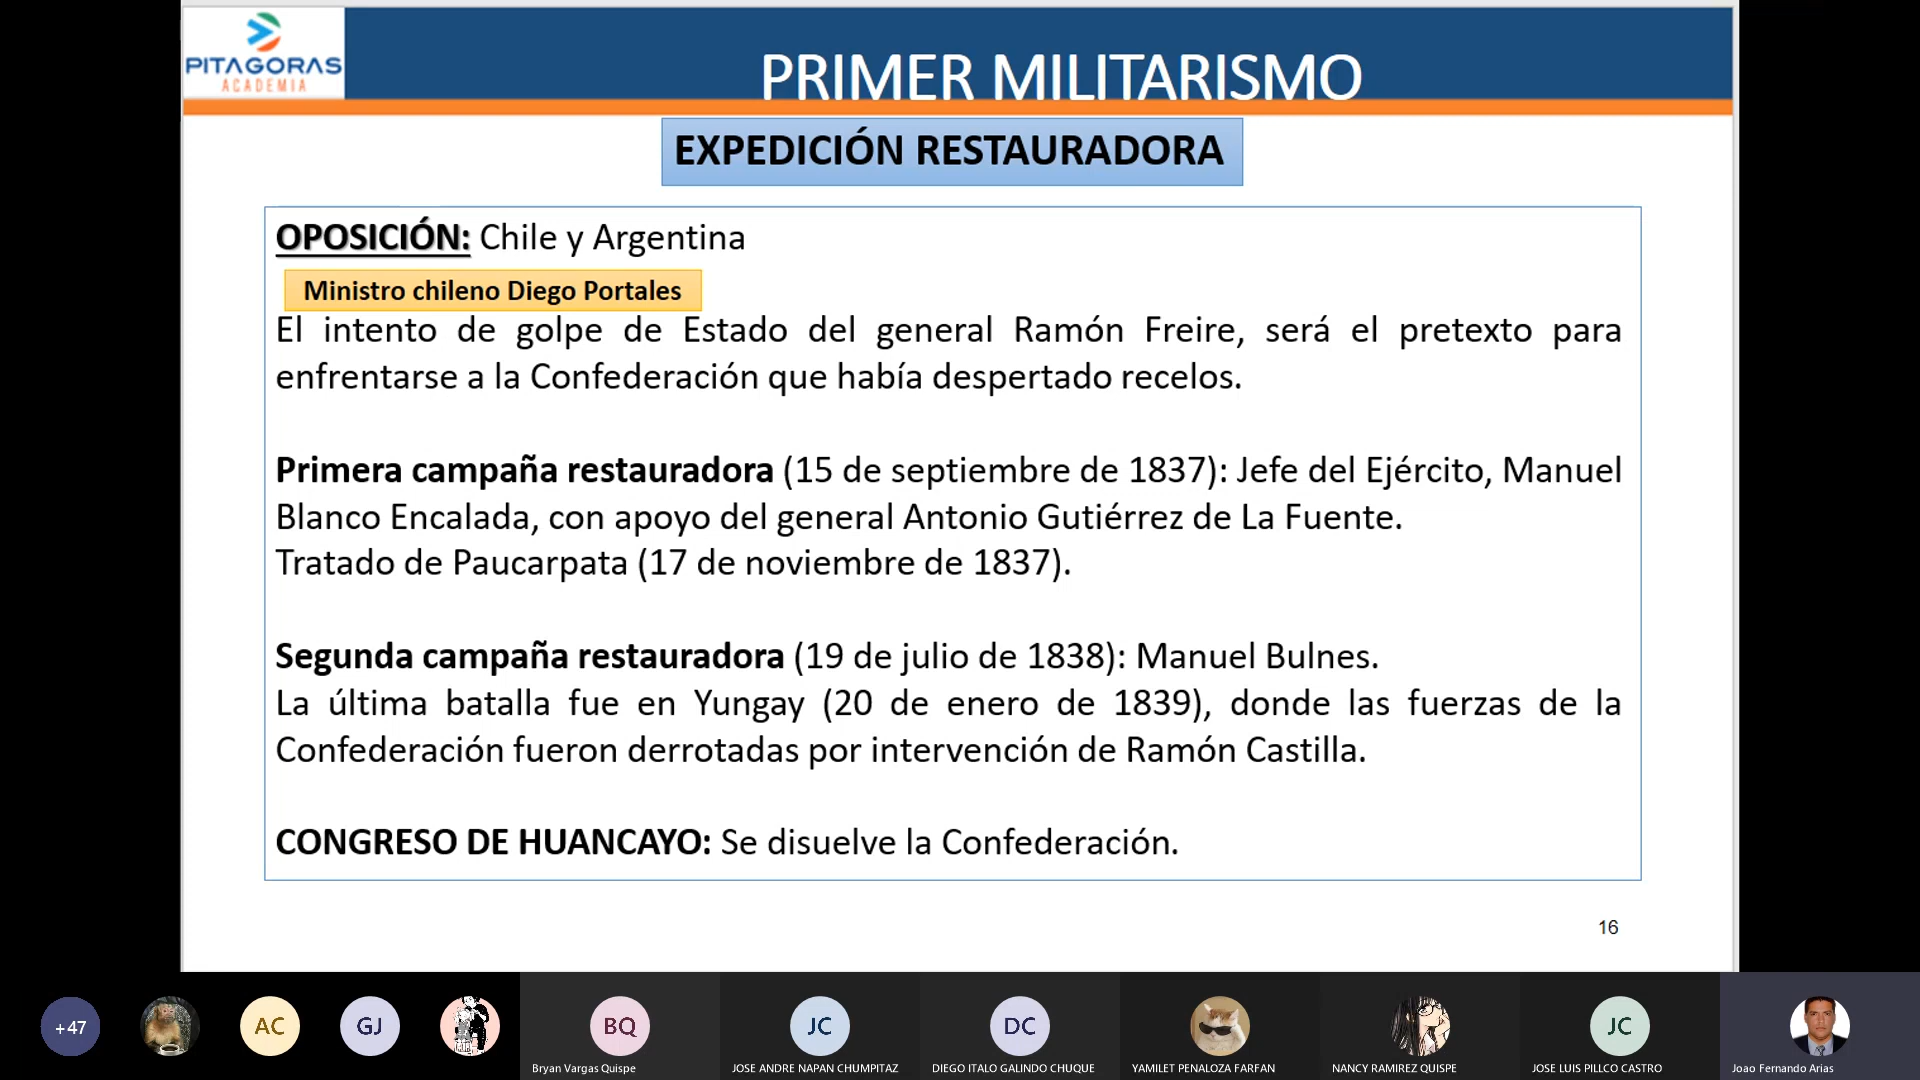 PITAGORAS
ACADEMIA
PRIMER MILITARISMO
EXPEDICIÓN RESTAURADORA
OPOSICIÓN: Chile y Argentina
Ministro chileno Diego Portales
El intento de golpe de Estado del general Ramón Freire, será el pretexto para
enfrentarse a la Confederación que había despertado recelos.
Primera campaña restauradora (15 de septiembre de 1837): Jefe del Ejército, Manuel
Blanco Encalada, con apoyo del general Antonio Gutiérrez de La Fuente.
Tratado de Paucarpata (17 de noviembre de 1837).
Segunda campaña restauradora (19 de julio de 1838): Manuel Bulnes.
La última batalla fue en Yungay (20 de enero de 1839), donde las fuerzas de la
Confederación fueron derrotadas por intervención de Ramón Castilla.
CONGRESO DE HUANCAYO: Se disuelve la Confederación.
16
+47
AC
GJ
BQ
JC
DC
JC
Bryan Vargas Quispe
JOSE ANDRE NAPAN CHUMPITAZ
DIEGO ITALO GALINDO CHUQUE
YAMILET PENALOZA FARFAN
NANCY RAMIREZ QUISPE
JOSE LUIS PILLCO CASTRO
Joao Fernando Arias